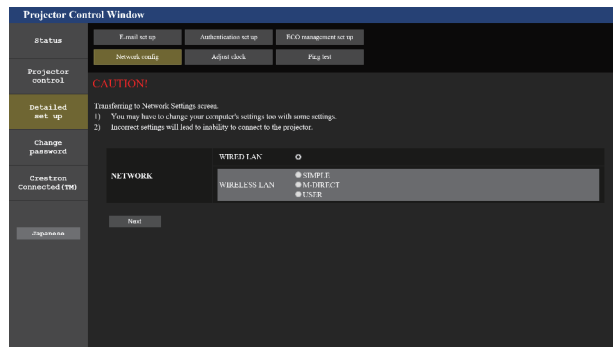 Projector Control Window
Status
E-mail set up
Authentication set up
ECO management set up
Network config
Adjust clock
Ping test
Projector
control
CAUTION!
Detailed
set up
Transferring to Network Settings screen.
1) You may have to change your computer's settings too with some settings.
2) Incorrect settings will lead to inability to connect to the projector.
Change
password
Crestron
Connected(TM)
NETWORK
WIRED LAN
WIRELESS LAN
SIMPLE
M-DIRECT
USER
Next
Japanese